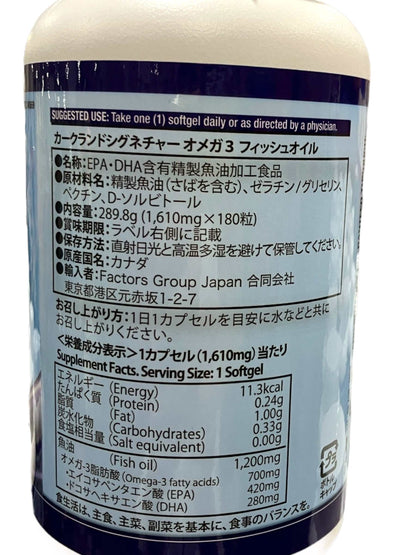 SUGGESTED USE: Take one (1) softgel daily or as directed by a physician.
カークランドシグネチャー オメガ3 フィッシュオイル
●名称：EPA・DHA含有精製魚油加工食品
●原材料名：精製魚油（さばを含む）、ゼラチン/グリセリン、
ペクチン、D-ソルビトール
●内容量：289.8g (1,610mg×180粒)
●賞味期限：ラベル右側に記載
●保存方法：直射日光と高温多湿を避けて保管してください。
●原産国名：カナダ
●輸入者：Factors Group Japan 合同会社
東京都港区元赤坂1-2-7
お召し上がり方：1日1カプセルを目安に水などと共に
お召し上がりください。
<栄養成分表示>1カプセル(1,610mg)当たり
Supplement Facts. Serving Size: 1 Softgel
エネルギー (Energy) 11.3kcal
たんぱく質 (Protein) 0.24g
脂質 (Fat) 1.00g
炭水化物 (Carbohydrates) 0.33g
食塩相当量 (Salt equivalent) 0.00g
魚油 (Fish oil) 1,200mg
オメガ-3脂肪酸 (Omega-3 fatty acids) 700mg
・エイコサペンタエン酸 (EPA) 420mg
・ドコサヘキサエン酸 (DHA) 280mg
食生活は、主食、主菜、副菜を基本に、食事のバランスを。
プラ
ボトル
キャップ